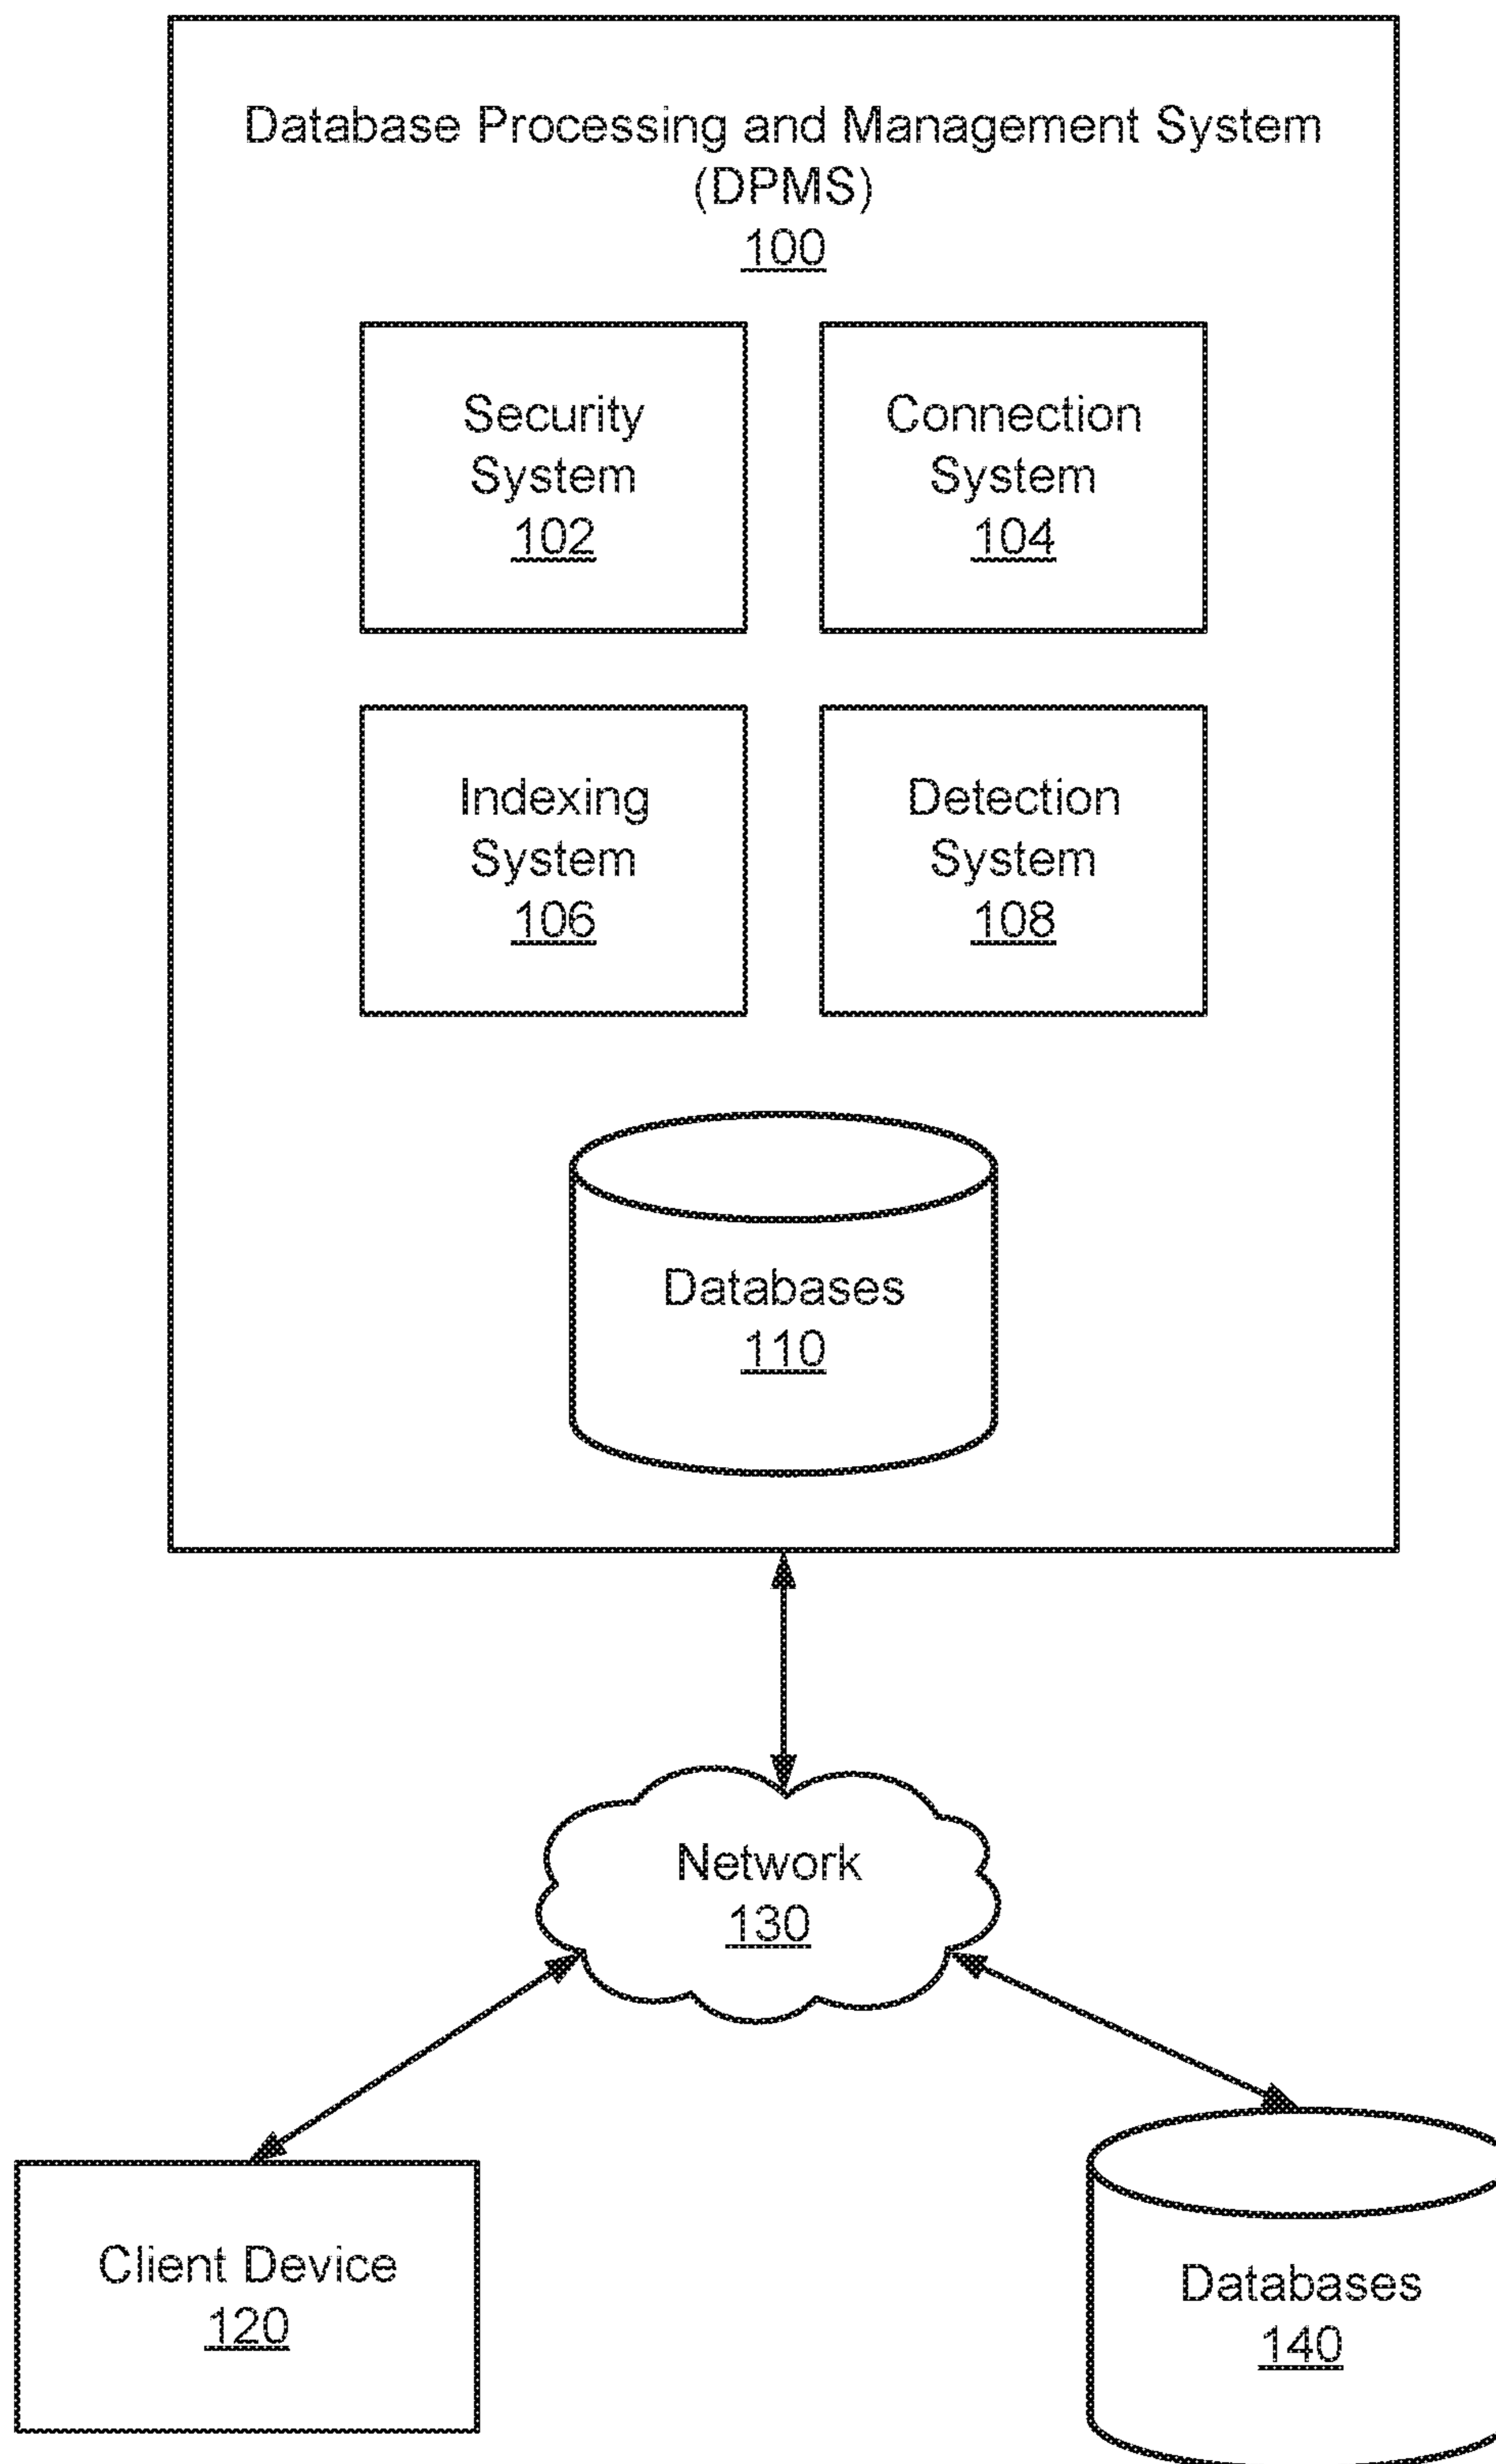 Database Processing and Management System
(DPMS)
100
Security
System
102
Connection
System
104
Indexing
System
106
Detection
System
108
Databases
110
Network
130
Client Device
120
Databases
140